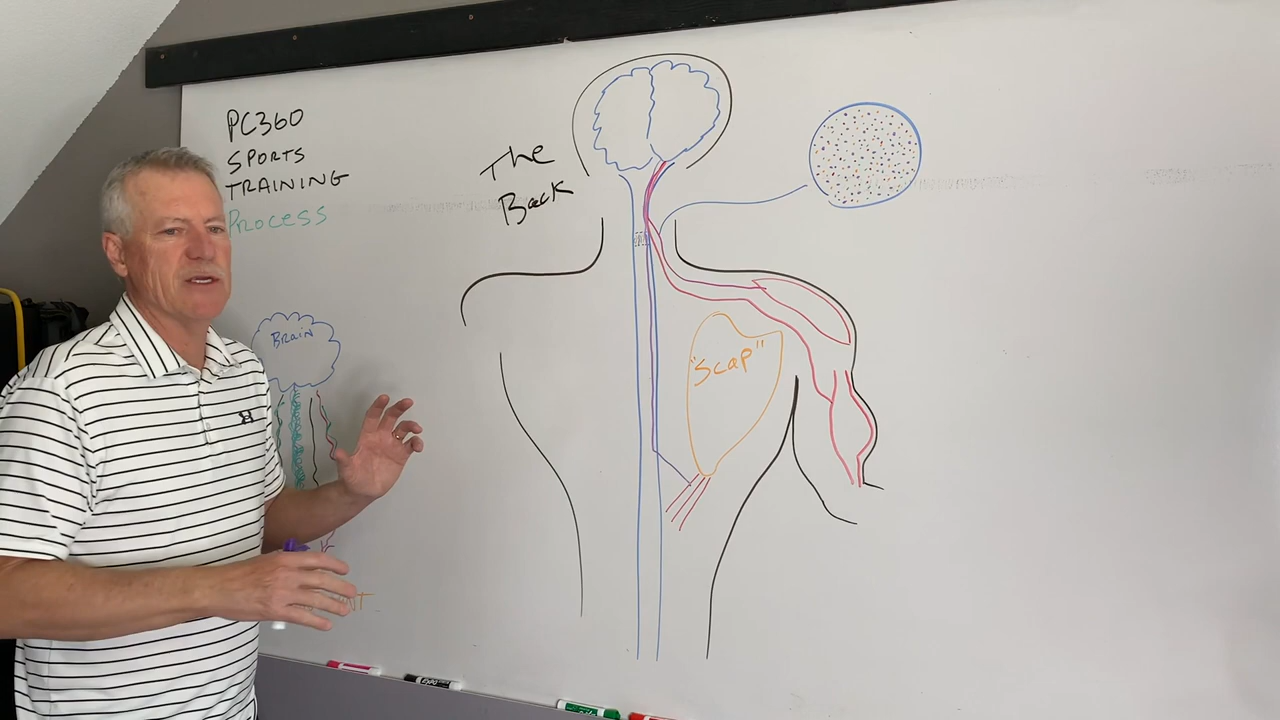 PC360
SPORTS
TRAINING
PROCESS
The
Back
BRAIN
"Scap"